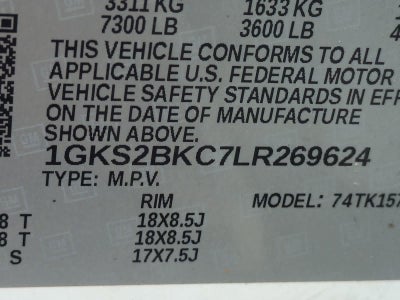 3311 KG 1633 KG
7300 LB 3600 LB
THIS VEHICLE CONFORMS TO ALL
APPLICABLE U.S. FEDERAL MOTOR
VEHICLE SAFETY STANDARDS IN EFF
ON THE DATE OF MANUFACTURE
SHOWN ABOVE.
1GKS2BKC7LR269624
TYPE: M.P.V.
RIM MODEL: 74TK157
8 T 18X8.5J
8 T 18X8.5J
S 17X7.5J